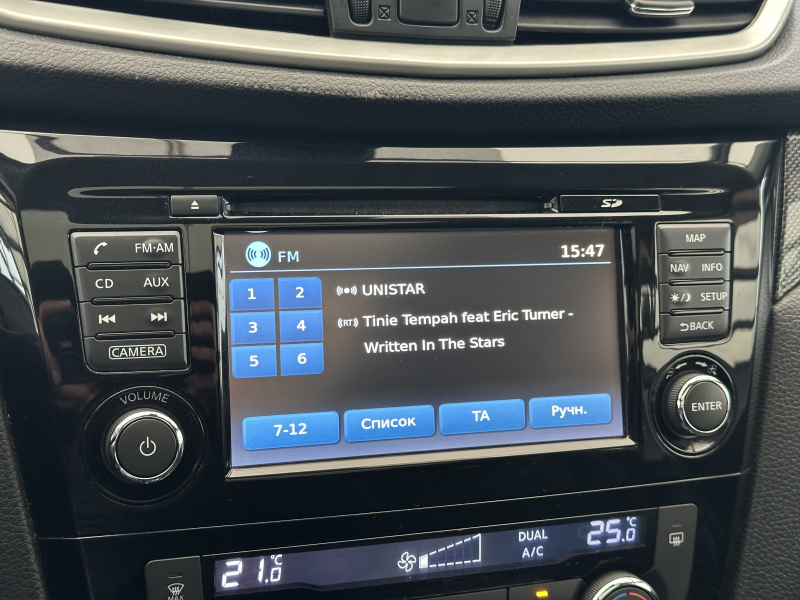 SD
FM·AM
CD AUX
CAMERA
VOLUME
FM 15:47
1 2
3 4
5 6
UNISTAR
(RT) Tinie Tempah feat Eric Turner -
Written In The Stars
7-12 Список TA Ручн.
MAP
NAV INFO
SETUP
BACK
ENTER
21.0°C
DUAL
A/C
25.0°C
MAX